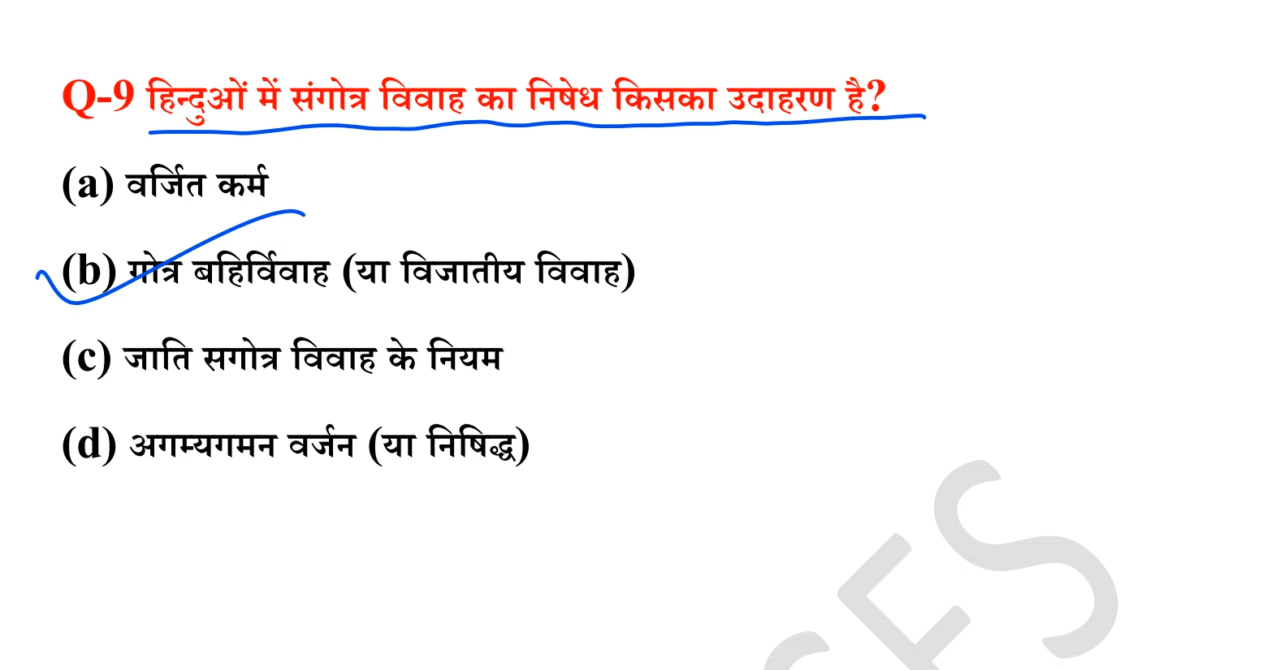 Q-9 हिन्दुओं में संगोत्र विवाह का निषेध किसका उदाहरण है?
(a) वर्जित कर्म
(b) गोत्र बहिर्विवाह (या विजातीय विवाह)
(c) जाति सगोत्र विवाह के नियम
(d) अगम्यगमन वर्जन (या निषिद्ध)